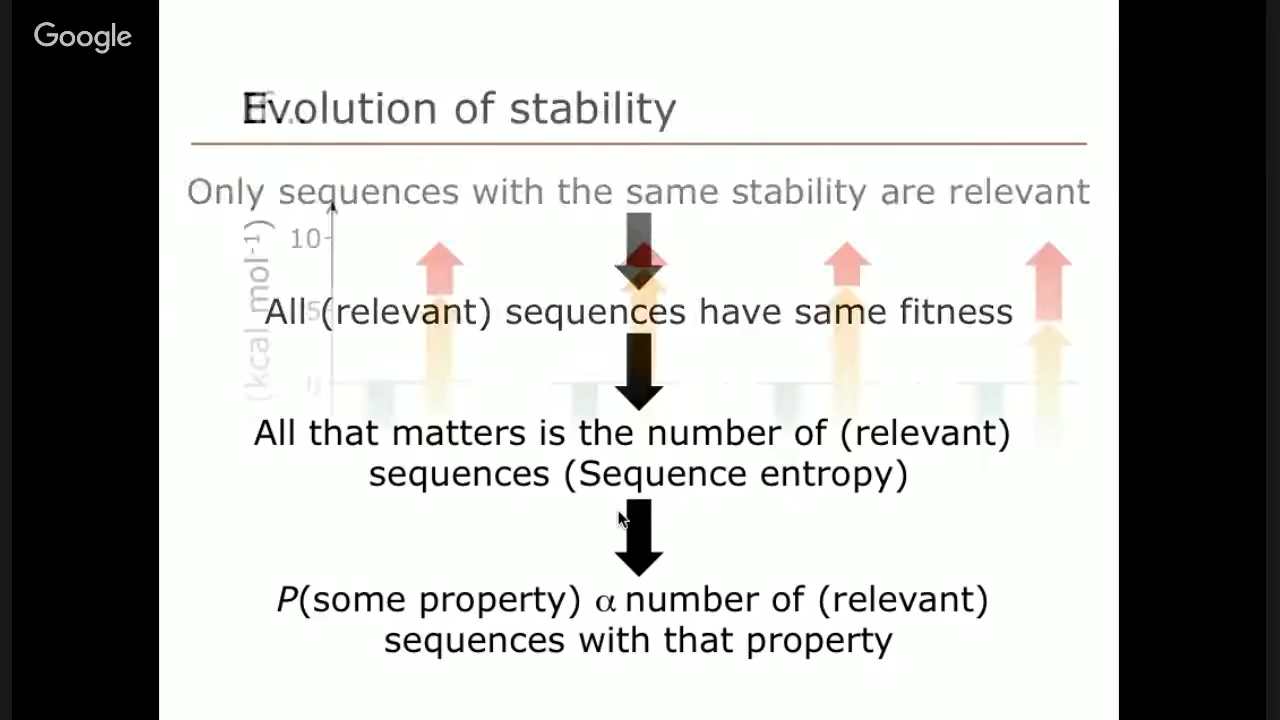 Google
Evolution of stability
Only sequences with the same stability are relevant
10
(kcal mol-1)
All (relevant) sequences have same fitness
5
0
All that matters is the number of (relevant)
sequences (Sequence entropy)
P(some property) α number of (relevant)
sequences with that property